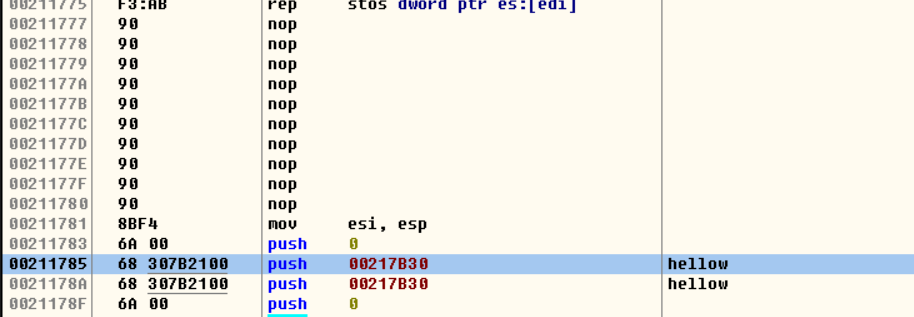 00211775 F3:AB rep stos dword ptr es:[edi]
00211777 90 nop
00211778 90 nop
00211779 90 nop
0021177A 90 nop
0021177B 90 nop
0021177C 90 nop
0021177D 90 nop
0021177E 90 nop
0021177F 90 nop
00211780 90 nop
00211781 8BF4 mov esi, esp
00211783 6A 00 push 0
00211785 68 307B2100 push 00217B30 hellow
0021178A 68 307B2100 push 00217B30 hellow
0021178F 6A 00 push 0